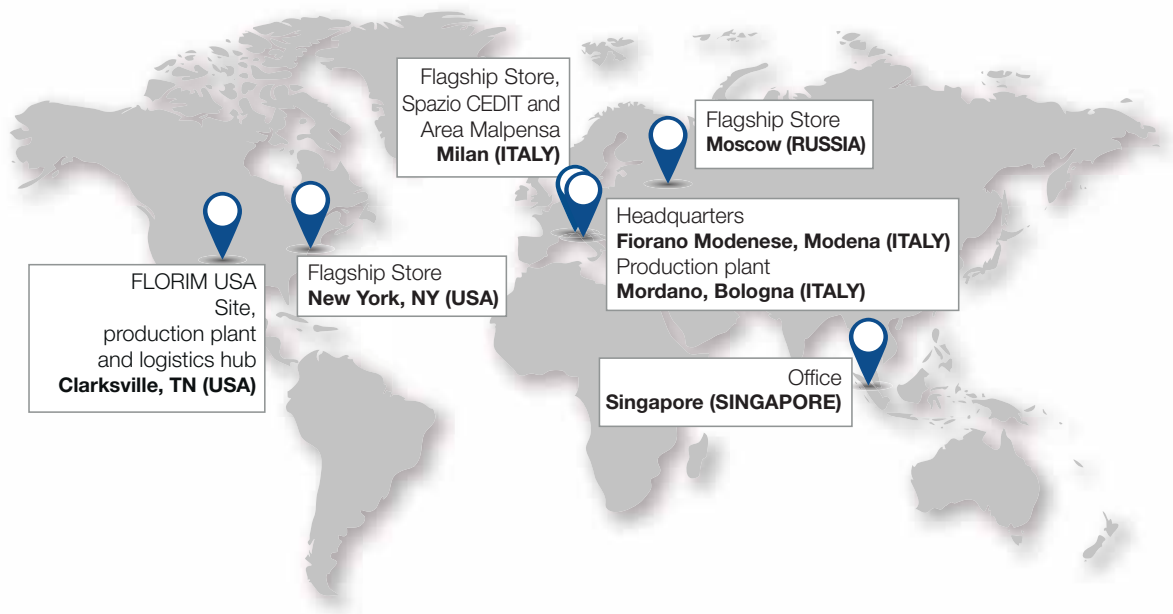 Flagship Store,
Spazio CEDIT and
Area Malpensa
Milan (ITALY)
Flagship Store
Moscow (RUSSIA)
Headquarters
Fiorano Modenese, Modena (ITALY)
Production plant
Mordano, Bologna (ITALY)
FLORIM USA
Site,
production plant
and logistics hub
Clarksville, TN (USA)
Flagship Store
New York, NY (USA)
Office
Singapore (SINGAPORE)